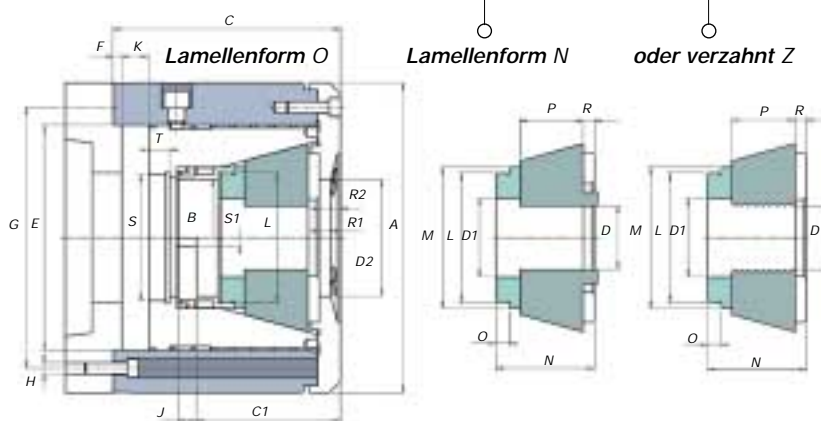 C
F K
Lamellenform O Lamellenform N oder verzahnt Z
P R P R
T
R2
G E S B S1 L R1 A
D2
M L D1 D
M L D1 D
O N
O N
H
J C1